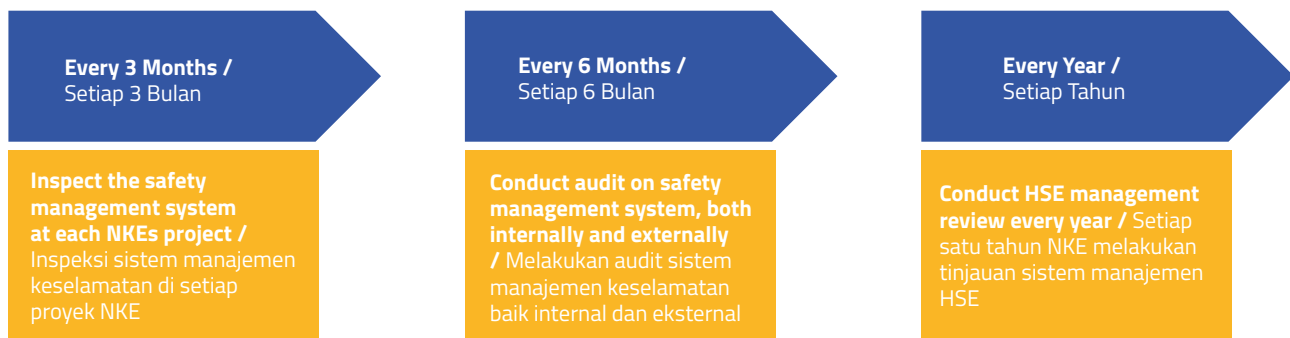 Every 3 Months /
Setiap 3 Bulan
Inspect the safety
management system
at each NKEs project /
Inspeksi sistem manajemen
keselamatan di setiap
proyek NKE
Every 6 Months /
Setiap 6 Bulan
Conduct audit on safety
management system, both
internally and externally
/ Melakukan audit sistem
manajemen keselamatan
baik internal dan eksternal
Every Year /
Setiap Tahun
Conduct HSE management
review every year / Setiap
satu tahun NKE melakukan
tinjauan sistem manajemen
HSE